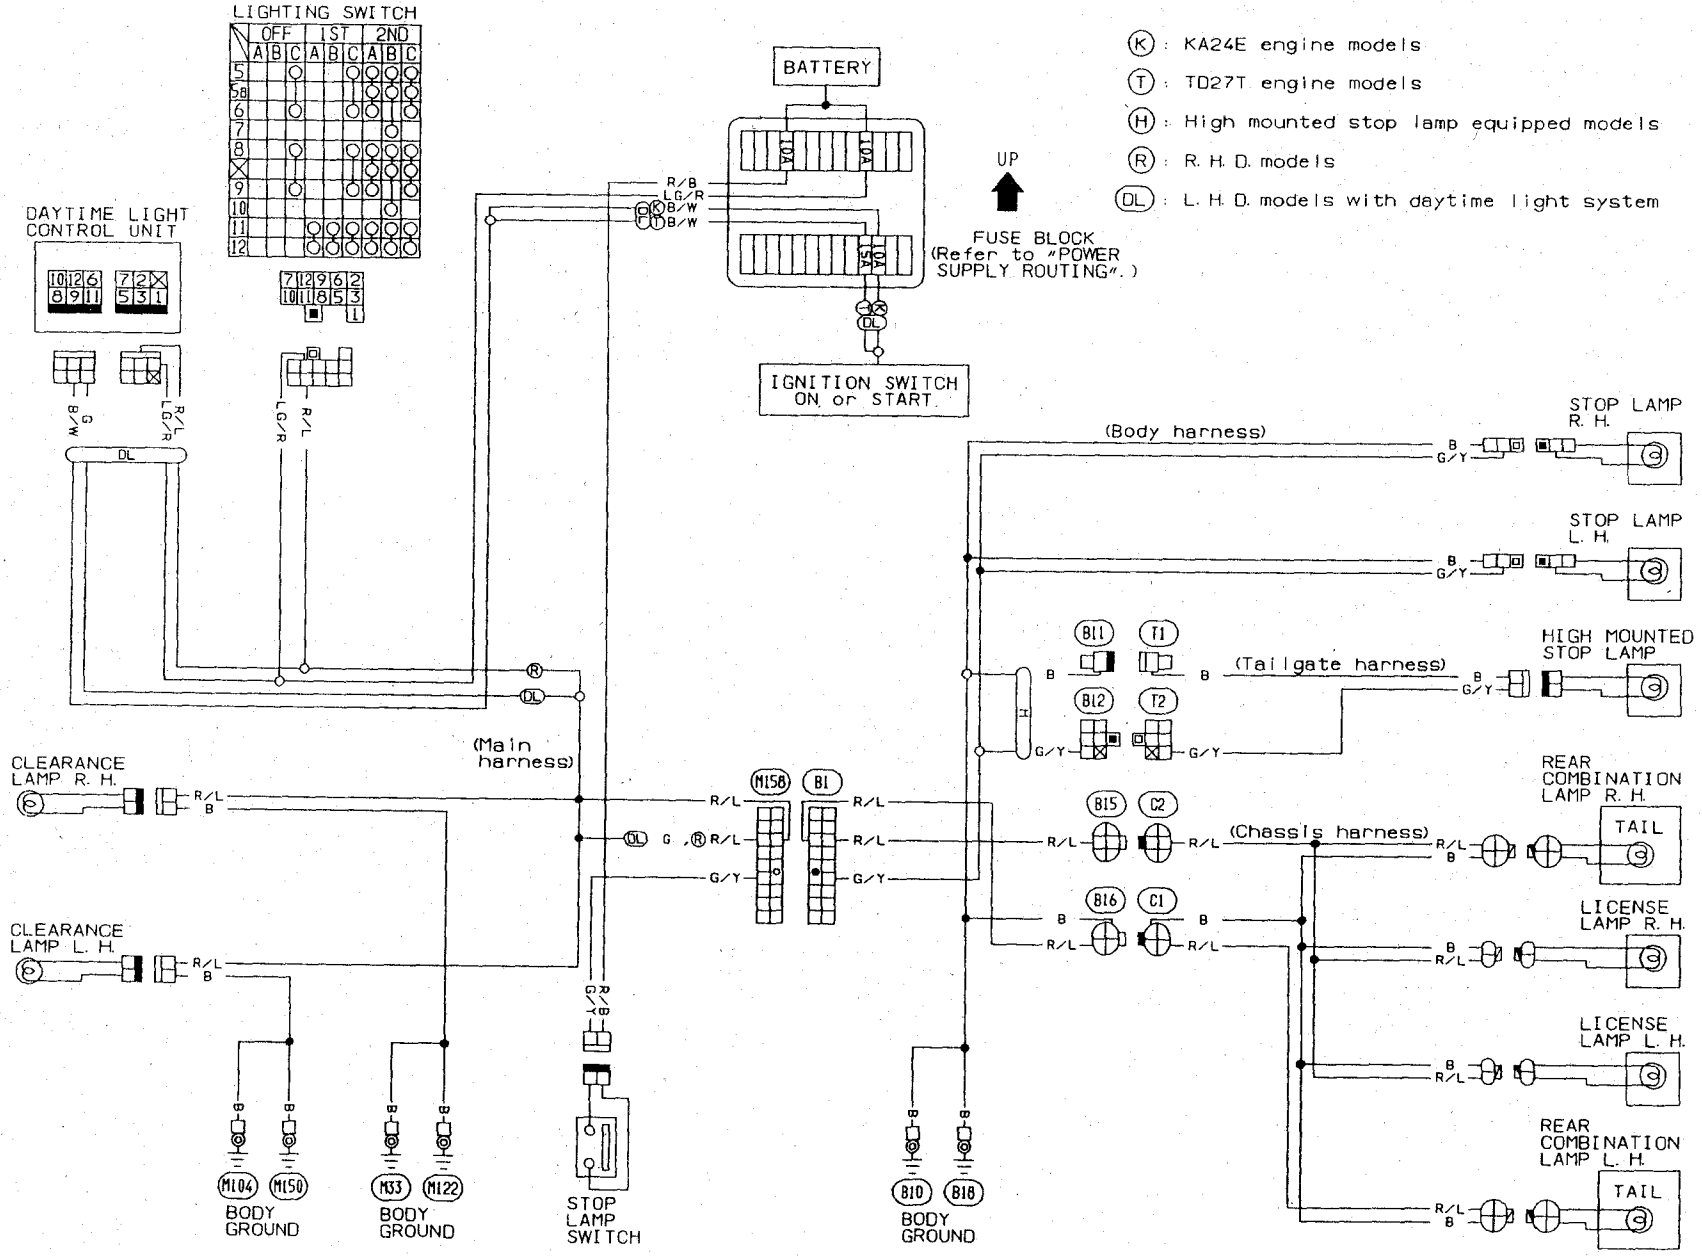 LIGHTING SWITCH
OFF 1ST 2ND
A B C A B C A B C
5
5B
6
7
8
9
10
11
12
7 12 9 6 2
10 11 8 5 3
1
DAYTIME LIGHT
CONTROL UNIT
10 12 6 7 2
8 9 11 5 3 1
B/W
G
LG/R
R/L
DL
LG/R
R/L
BATTERY
10A
10A
R/B
LG/R
DL K B/W
T B/W
15A
10A
T K
DL
UP
FUSE BLOCK
(Refer to "POWER
SUPPLY ROUTING".)
IGNITION SWITCH
ON or START
K : KA24E engine models
T : TD27T engine models
H : High mounted stop lamp equipped models
R : R. H. D. models
DL : L. H. D. models with daytime light system
(Body harness)
STOP LAMP
R. H.
B
G/Y
STOP LAMP
L. H.
B
G/Y
R
DL
(Main
harness)
CLEARANCE
LAMP R. H.
R/L
B
CLEARANCE
LAMP L. H.
R/L
B
B11 T1
B
B
(Tailgate harness)
B
G/Y
HIGH MOUNTED
STOP LAMP
H
B12 T2
G/Y
G/Y
M158 B1
R/L
R/L
DL G , R R/L
R/L
G/Y
G/Y
B15 C2
R/L
R/L
(Chassis harness)
R/L
B
REAR
COMBINATION
LAMP R. H.
TAIL
B16 C1
B
B
R/L
R/L
LICENSE
LAMP R. H.
B
R/L
LICENSE
LAMP L. H.
B
R/L
REAR
COMBINATION
LAMP L. H.
TAIL
R/L
B
G/Y
R/B
STOP
LAMP
SWITCH
B B
M104 M150
BODY
GROUND
B B
M33 M122
BODY
GROUND
B B
B10 B18
BODY
GROUND